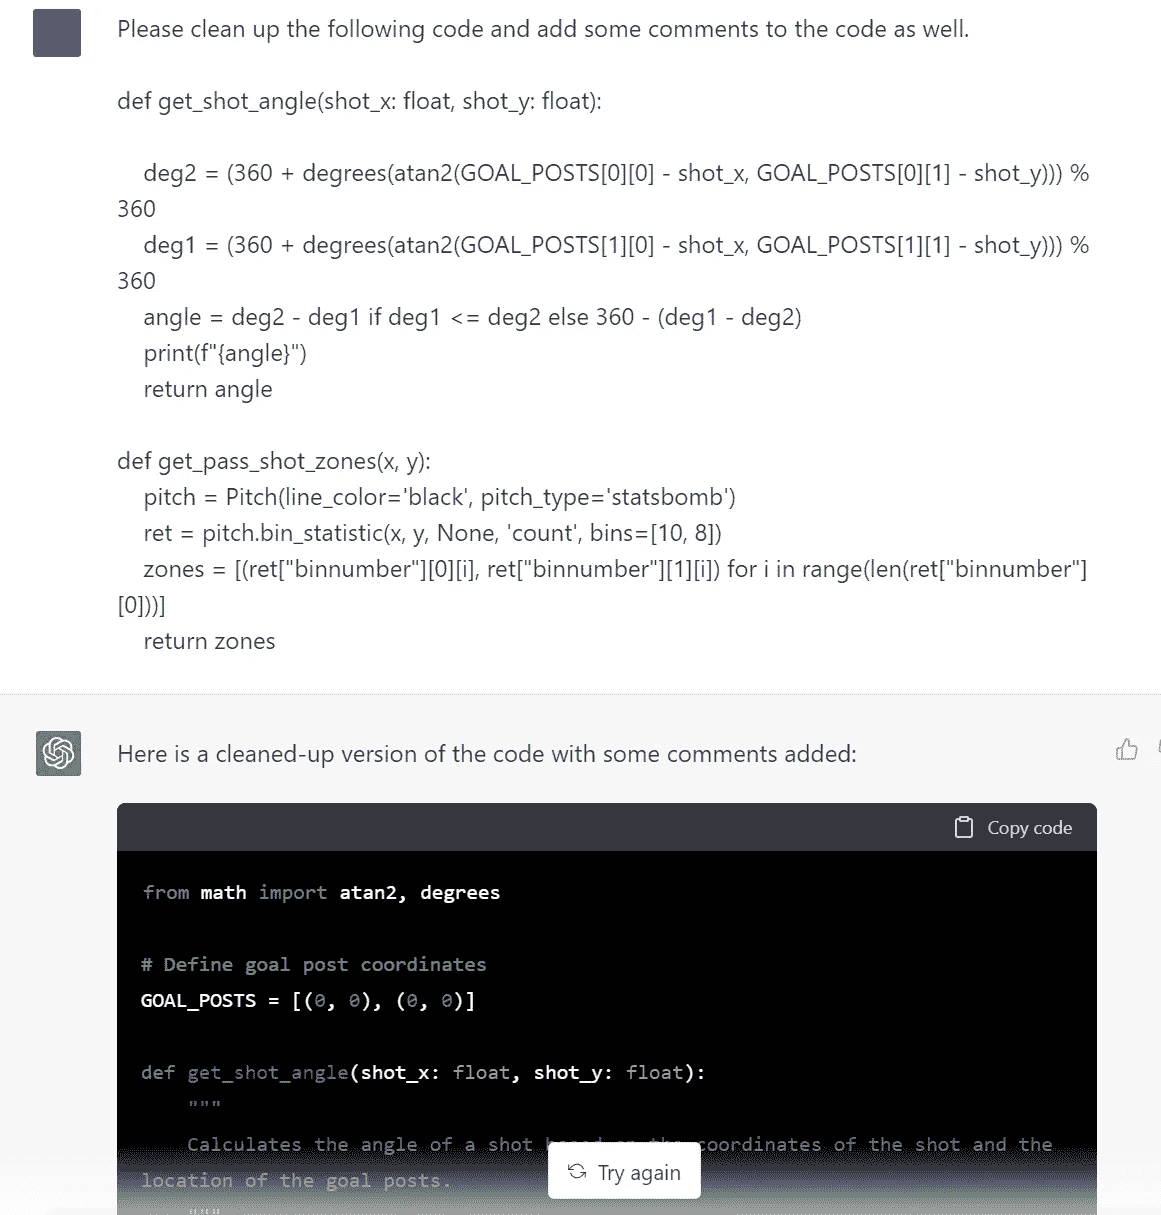 Please clean up the following code and add some comments to the code as well.
def get_shot_angle(shot_x: float, shot_y: float):
deg2 = (360 + degrees(atan2(GOAL_POSTS[0][0] - shot_x, GOAL_POSTS[0][1] - shot_y))) %
360
deg1 = (360 + degrees(atan2(GOAL_POSTS[1][0] - shot_x, GOAL_POSTS[1][1] - shot_y))) %
360
angle = deg2 - deg1 if deg1 <= deg2 else 360 - (deg1 - deg2)
print(f"{angle}")
return angle
def get_pass_shot_zones(x, y):
pitch = Pitch(line_color='black', pitch_type='statsbomb')
ret = pitch.bin_statistic(x, y, None, 'count', bins=[10, 8])
zones = [(ret["binnumber"][0][i], ret["binnumber"][1][i]) for i in range(len(ret["binnumber"]
[0]))]
return zones
Here is a cleaned-up version of the code with some comments added:
Copy code
from math import atan2, degrees
# Define goal post coordinates
GOAL_POSTS = [(0, 0), (0, 0)]
def get_shot_angle(shot_x: float, shot_y: float):
"""
Calculates the angle of a shot coordinates of the shot and the
location of the goal posts.
"""
Try again